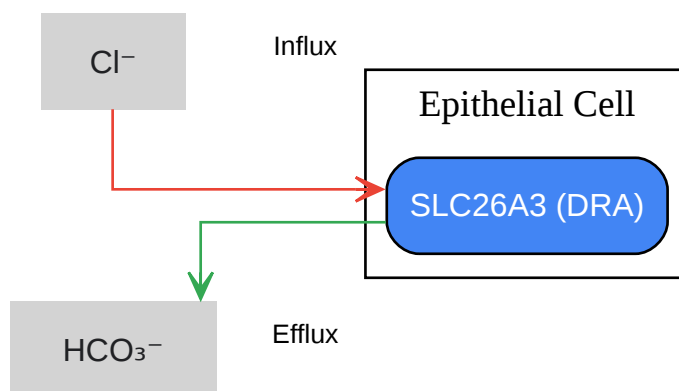 Cl⁻
Influx
Epithelial Cell
SLC26A3 (DRA)
HCO₃⁻
Efflux